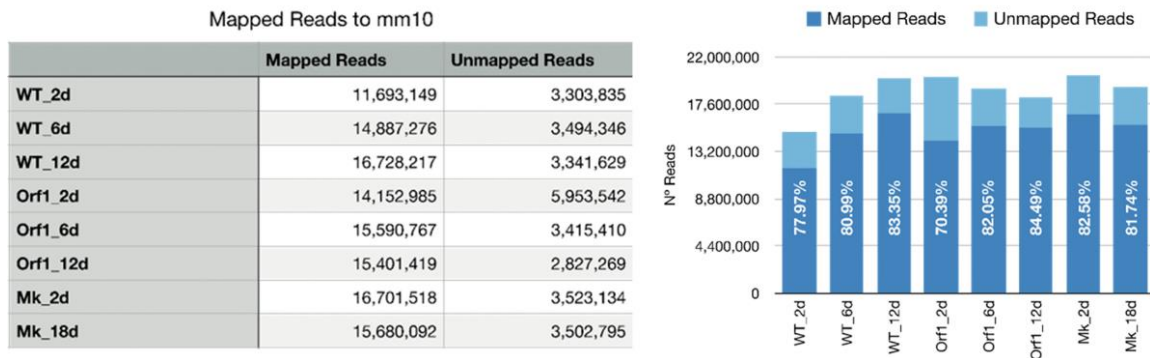 Mapped Reads to mm10
Mapped Reads Unmapped Reads
WT_2d 11,693,149 3,303,835
WT_6d 14,887,276 3,494,346
WT_12d 16,728,217 3,341,629
Orf1_2d 14,152,985 5,953,542
Orf1_6d 15,590,767 3,415,410
Orf1_12d 15,401,419 2,827,269
Mk_2d 16,701,518 3,523,134
Mk_18d 15,680,092 3,502,795
Mapped Reads Unmapped Reads
Nº Reads
22,000,000
17,600,000
13,200,000
8,800,000
4,400,000
0
77.97%
80.99%
83.35%
70.39%
82.05%
84.49%
82.58%
81.74%
WT_2d
WT_6d
WT_12d
Orf1_2d
Orf1_6d
Orf1_12d
Mk_2d
Mk_18d